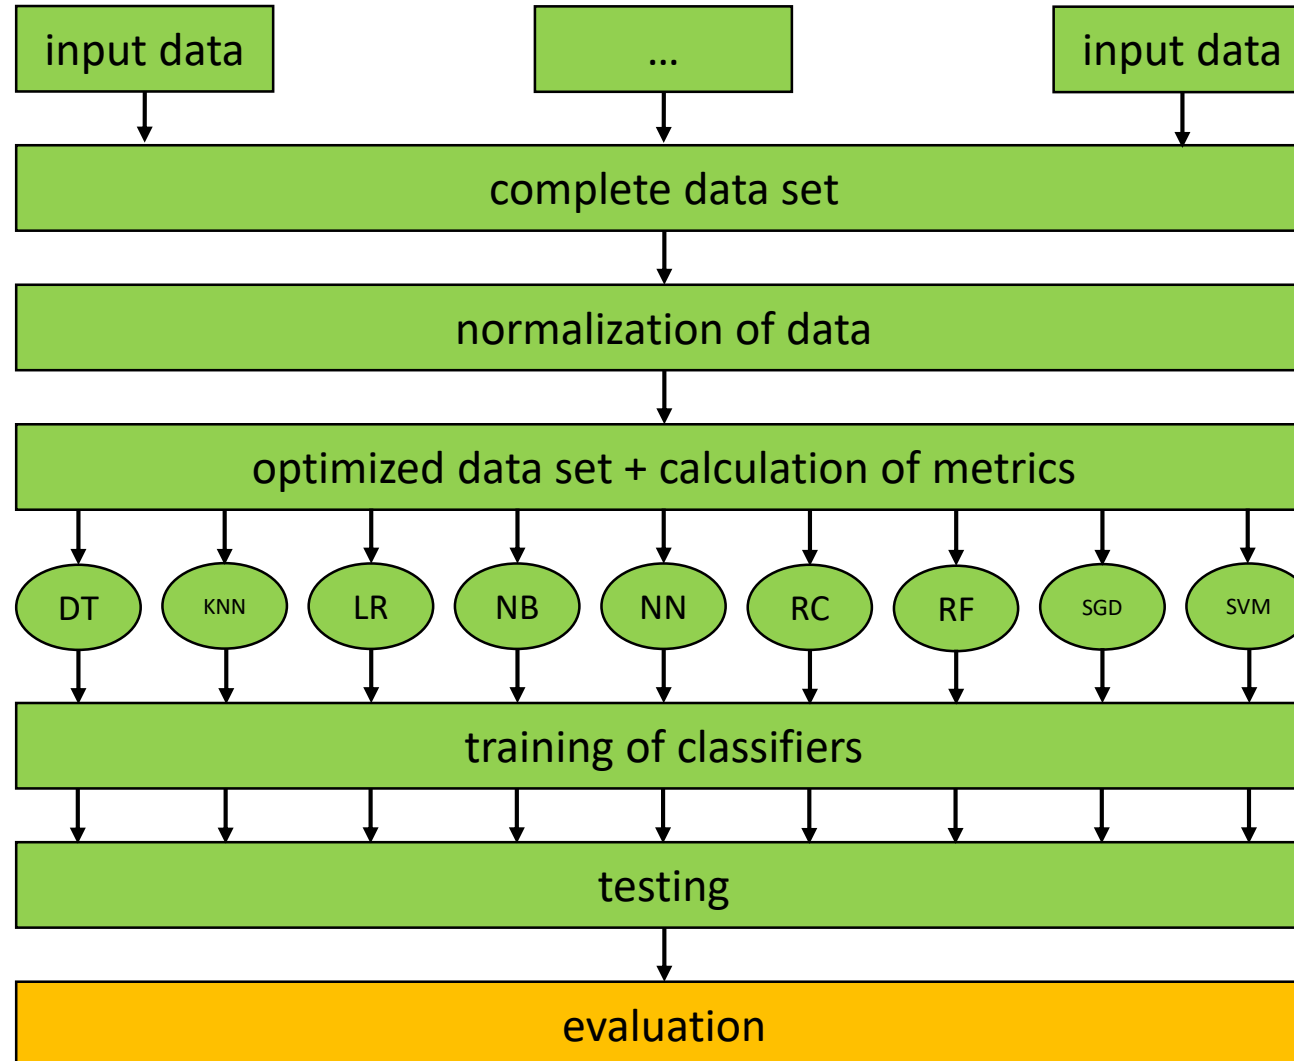 input data
...
input data
complete data set
normalization of data
optimized data set + calculation of metrics
DT
KNN
LR
NB
NN
RC
RF
SGD
SVM
training of classifiers
testing
evaluation